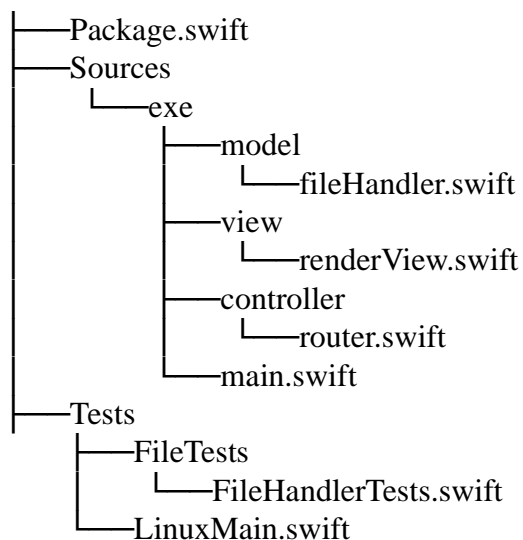 Package.swift
Sources
exe
model
fileHandler.swift
view
renderView.swift
controller
router.swift
main.swift
Tests
FileTests
FileHandlerTests.swift
LinuxMain.swift